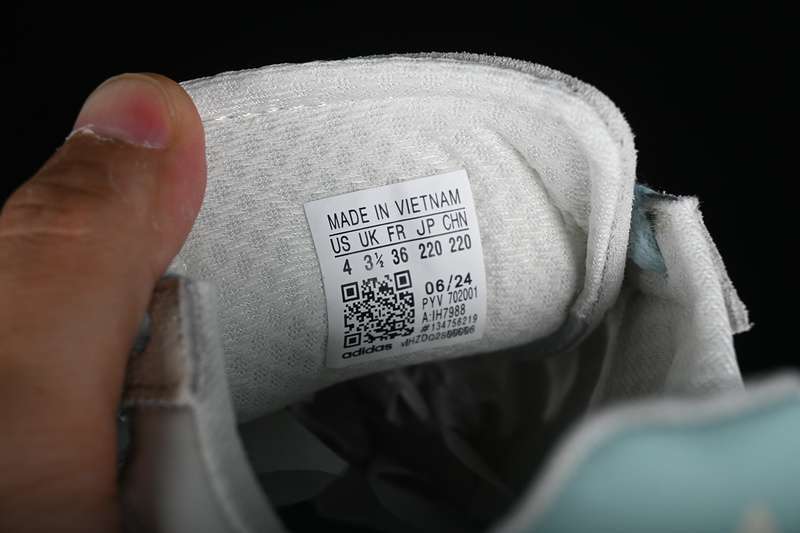 MADE IN VIETNAM
US UK FR JP CHN
4 3½ 36 220 220
06/24
PYV 702001
A:IH7988
#134756219
adidas